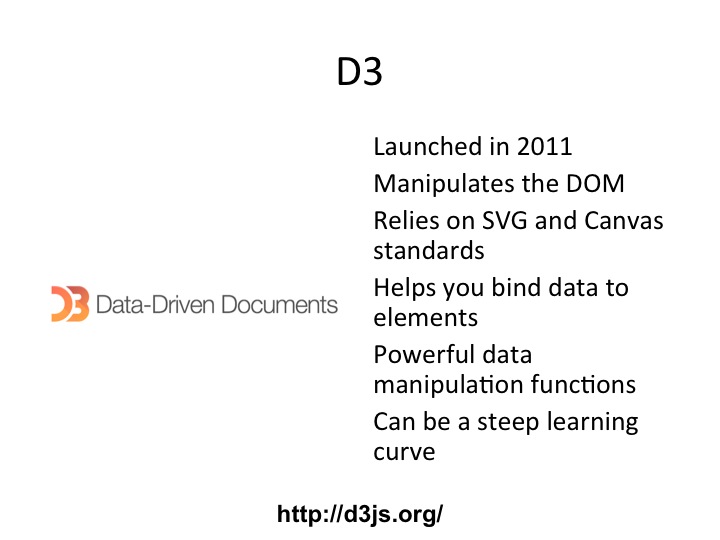 D3
Launched in 2011
Manipulates the DOM
Relies on SVG and Canvas
standards
Helps you bind data to
elements
Powerful data
manipulation functions
Can be a steep learning
curve
D3 Data-Driven Documents
http://d3js.org/